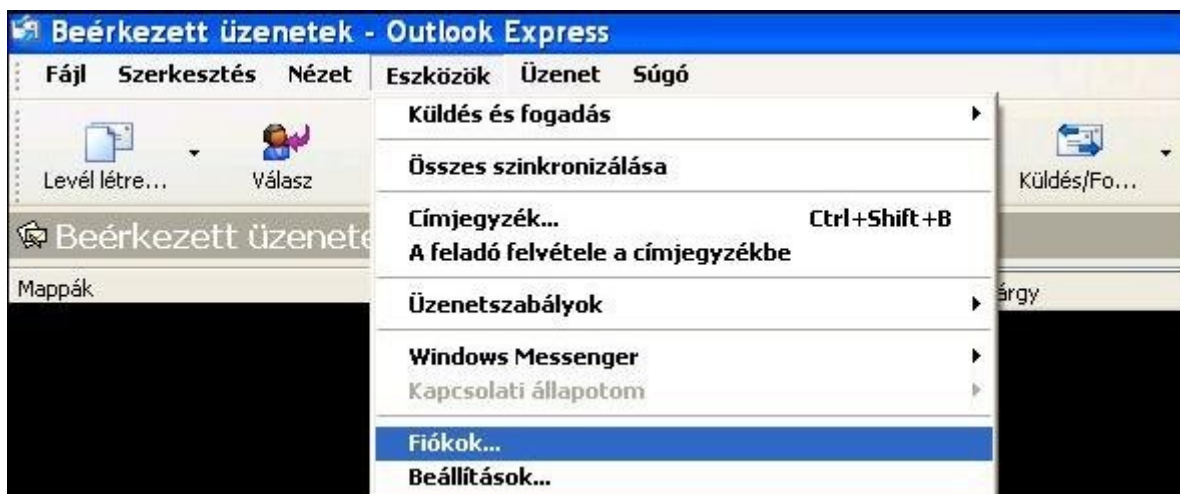 Beérkezett üzenetek - Outlook Express
Fájl Szerkesztés Nézet Eszközök Üzenet Súgó
Levél létre... Válasz Küldés/Fo...
Beérkezett üzenete
Mappák
árgy
Küldés és fogadás
Összes szinkronizálása
Címjegyzék... Ctrl+Shift+B
A feladó felvétele a címjegyzékbe
Üzenetszabályok
Windows Messenger
Kapcsolati állapotom
Fiókok...
Beállítások...